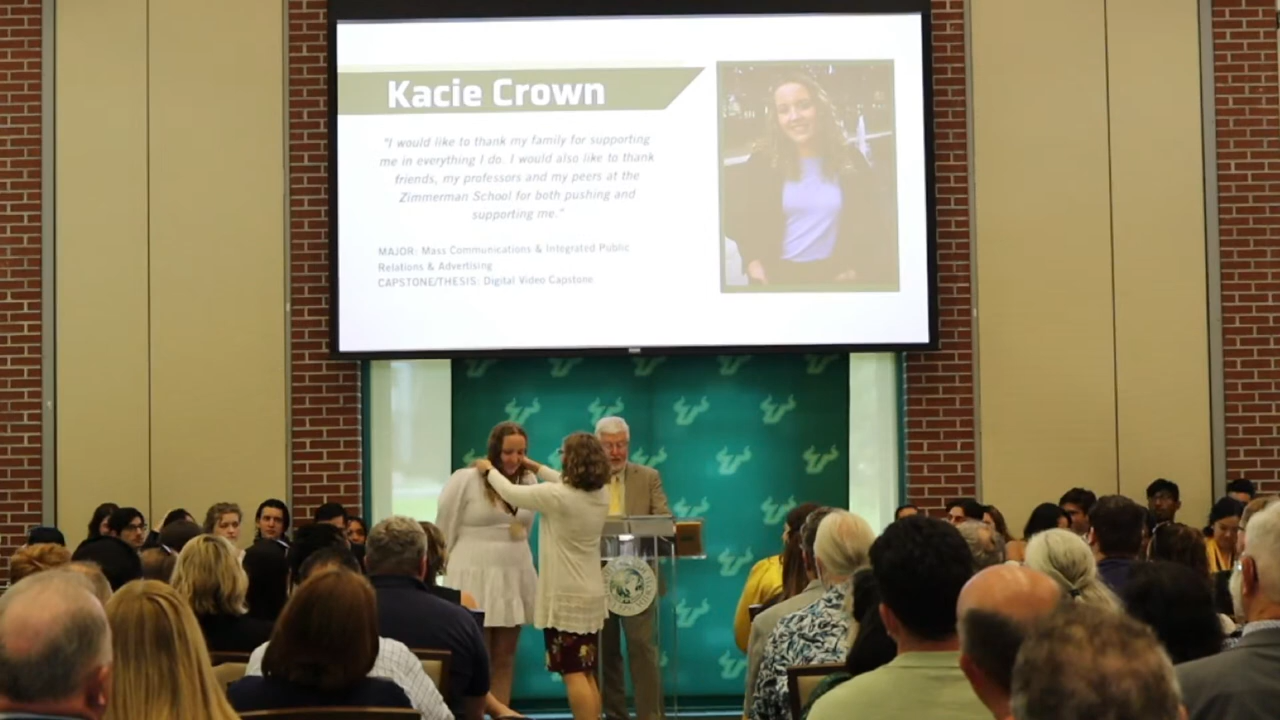 Kacie Crown
"I would like to thank my family for supporting
me in everything I do. I would also like to thank
friends, my professors and my peers at the
Zimmerman School for both pushing and
supporting me."
MAJOR: Mass Communications & Integrated Public
Relations & Advertising
CAPSTONE/THESIS: Digital Video Capstone